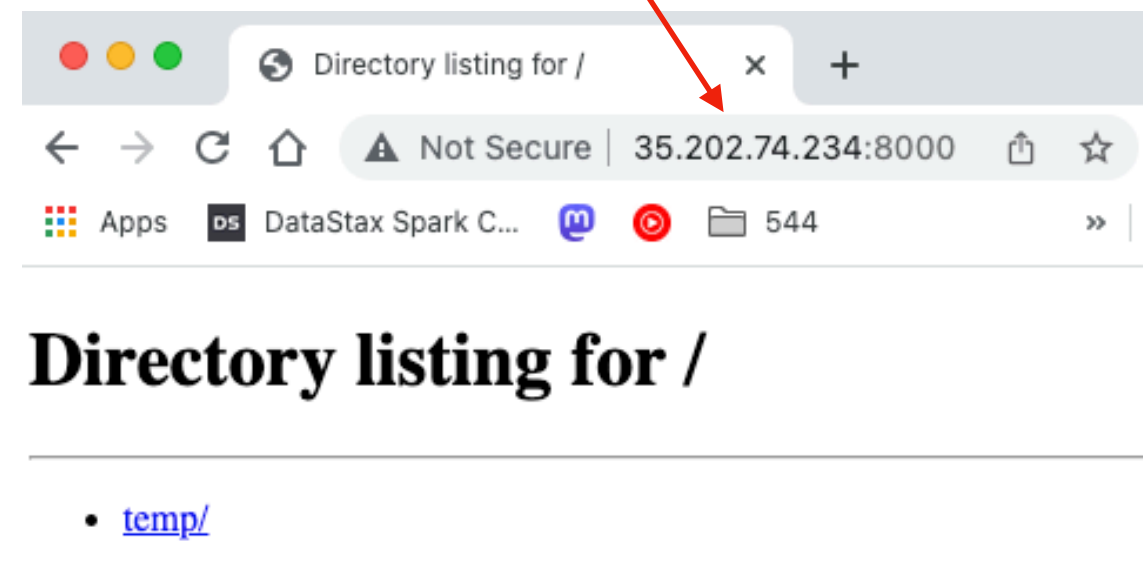 Directory listing for /
Not Secure 35.202.74.234:8000
Apps DS DataStax Spark C... 544 »
Directory listing for /
• temp/